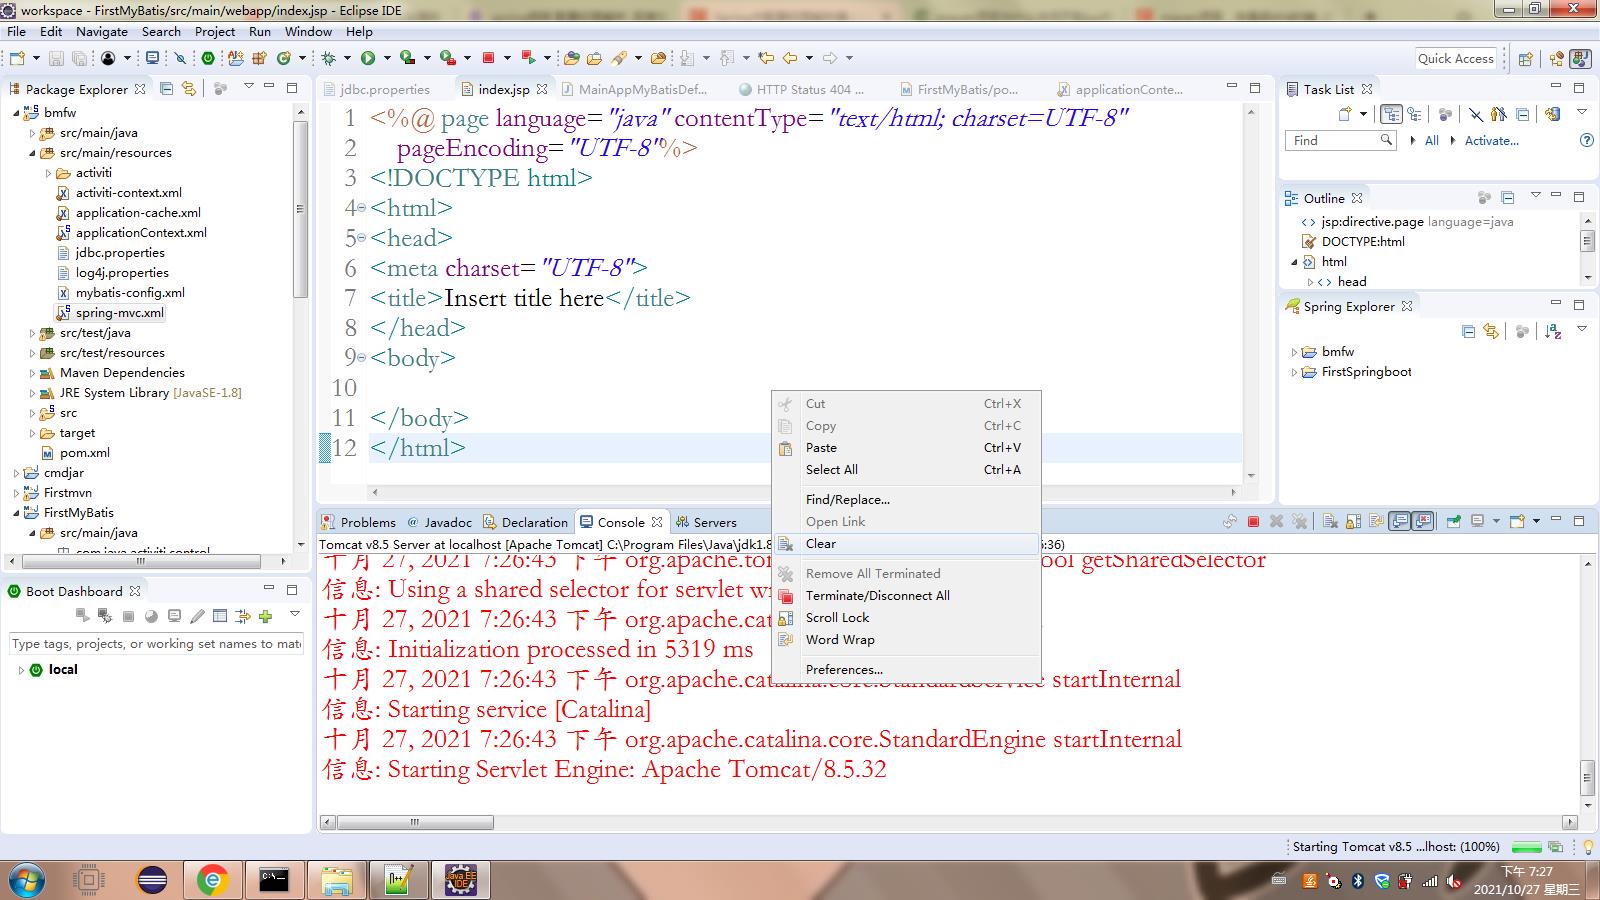 workspace - FirstMyBatis/src/main/webapp/index.jsp - Eclipse IDE
File Edit Navigate Search Project Run Window Help
Quick Access
Package Explorer
bmfw
src/main/java
src/main/resources
activiti
activiti-context.xml
application-cache.xml
applicationContext.xml
jdbc.properties
log4j.properties
mybatis-config.xml
spring-mvc.xml
src/test/java
src/test/resources
Maven Dependencies
JRE System Library [JavaSE-1.8]
src
target
pom.xml
cmdjar
Firstmvn
FirstMyBatis
src/main/java
com.java.activiti.control
Boot Dashboard
Type tags, projects, or working set names to mat
local
jdbc.properties index.jsp MainAppMyBatisDef... HTTP Status 404 ... FirstMyBatis/po... applicationConte...
1 <%@ page language="java" contentType="text/html; charset=UTF-8"
2 pageEncoding="UTF-8"%>
3 <!DOCTYPE html>
4 <html>
5 <head>
6 <meta charset="UTF-8">
7 <title>Insert title here</title>
8 </head>
9 <body>
10
11 </body>
12 </html>
Cut Ctrl+X
Copy Ctrl+C
Paste Ctrl+V
Select All Ctrl+A
Find/Replace...
Open Link
Clear
Remove All Terminated
Terminate/Disconnect All
Scroll Lock
Word Wrap
Preferences...
Problems @ Javadoc Declaration Console Servers
Tomcat v8.5 Server at localhost [Apache Tomcat] C:\Program Files\Java\jdk1.8 5:36)
十月 27, 2021 7:26:43 下午 org.apache.tom ool getSharedSelector
信息: Using a shared selector for servlet w
十月 27, 2021 7:26:43 下午 org.apache.cat
信息: Initialization processed in 5319 ms
十月 27, 2021 7:26:43 下午 org.apache.catalina.core.StandardService startInternal
信息: Starting service [Catalina]
十月 27, 2021 7:26:43 下午 org.apache.catalina.core.StandardEngine startInternal
信息: Starting Servlet Engine: Apache Tomcat/8.5.32
Task List
Find All Activate...
Outline
jsp:directive.page language=java
DOCTYPE:html
html
head
Spring Explorer
bmfw
FirstSpringboot
Starting Tomcat v8.5 ...lhost: (100%)
Java EE
IDE
下午 7:27
2021/10/27 星期三